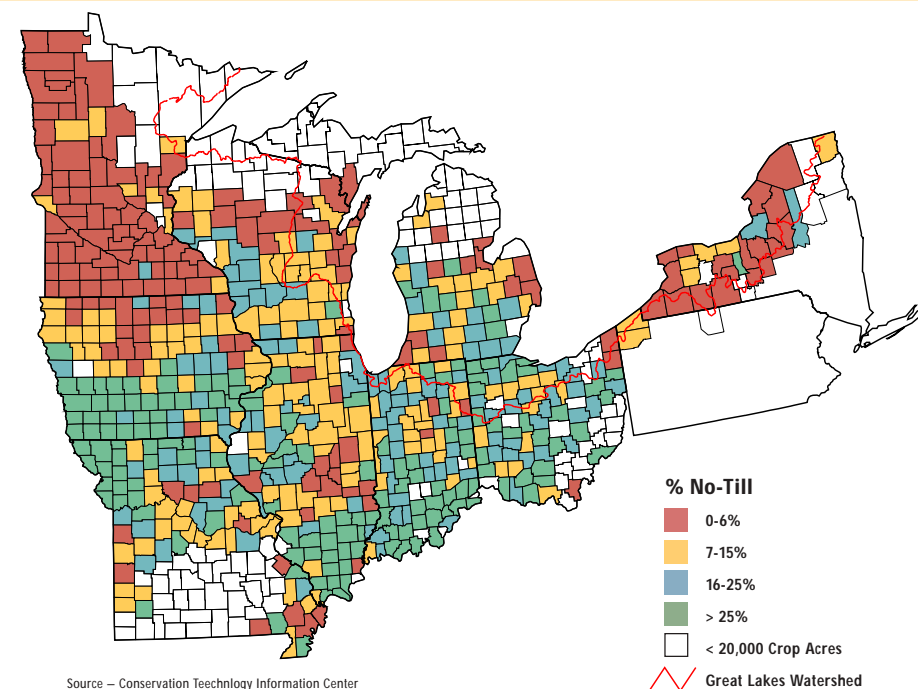 % No-Till
0-6%
7-15%
16-25%
> 25%
< 20,000 Crop Acres
Great Lakes Watershed
Source – Conservation Teechnlogy Information Center